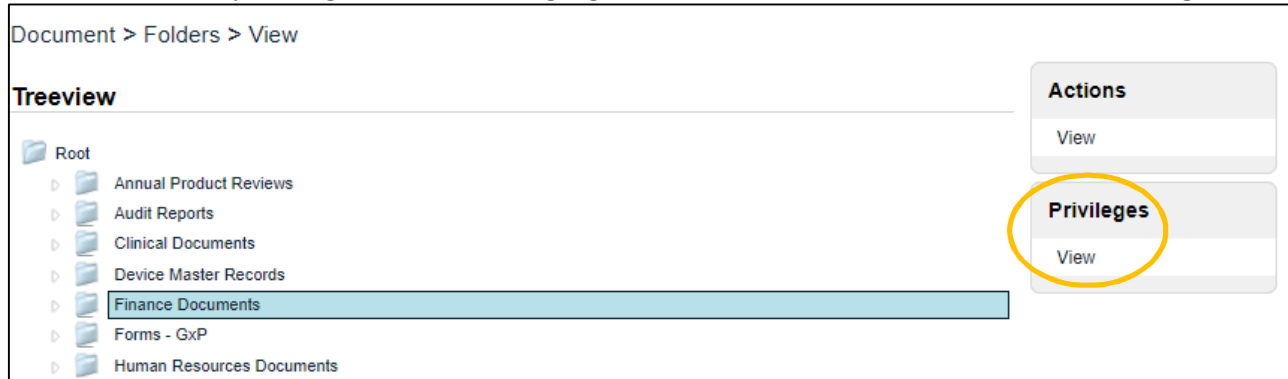 Document > Folders > View
Treeview
Root
Annual Product Reviews
Audit Reports
Clinical Documents
Device Master Records
Finance Documents
Forms - GxP
Human Resources Documents
Actions
View
Privileges
View